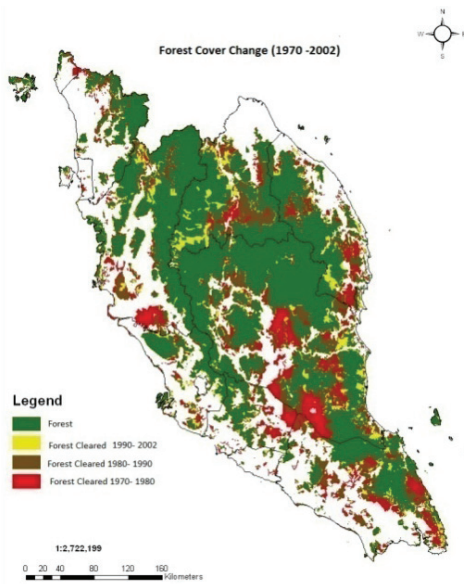 N
W E
S
Forest Cover Change (1970 -2002)
Legend
Forest
Forest Cleared 1990- 2002
Forest Cleared 1980-1990
Forest Cleared 1970- 1980
1:2,722,199
0 20 40 80 120 160
Kilometers